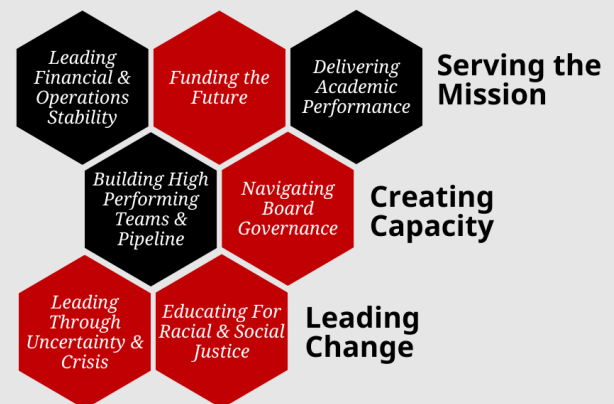 Leading
Financial &
Operations
Stability
Funding the
Future
Delivering
Academic
Performance
Serving the
Mission
Building High
Performing
Teams &
Pipeline
Navigating
Board
Governance
Creating
Capacity
Leading
Through
Uncertainty &
Crisis
Educating For
Racial & Social
Justice
Leading
Change